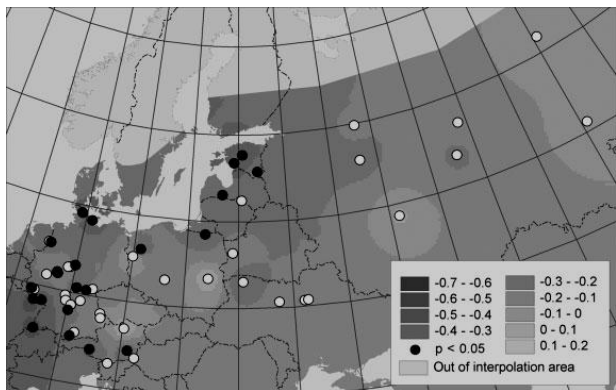 -0.7 - -0.6
-0.6 - -0.5
-0.5 - -0.4
-0.4 - -0.3
p < 0.05
-0.3 - -0.2
-0.2 - -0.1
-0.1 - 0
0 - 0.1
0.1 - 0.2
Out of interpolation area